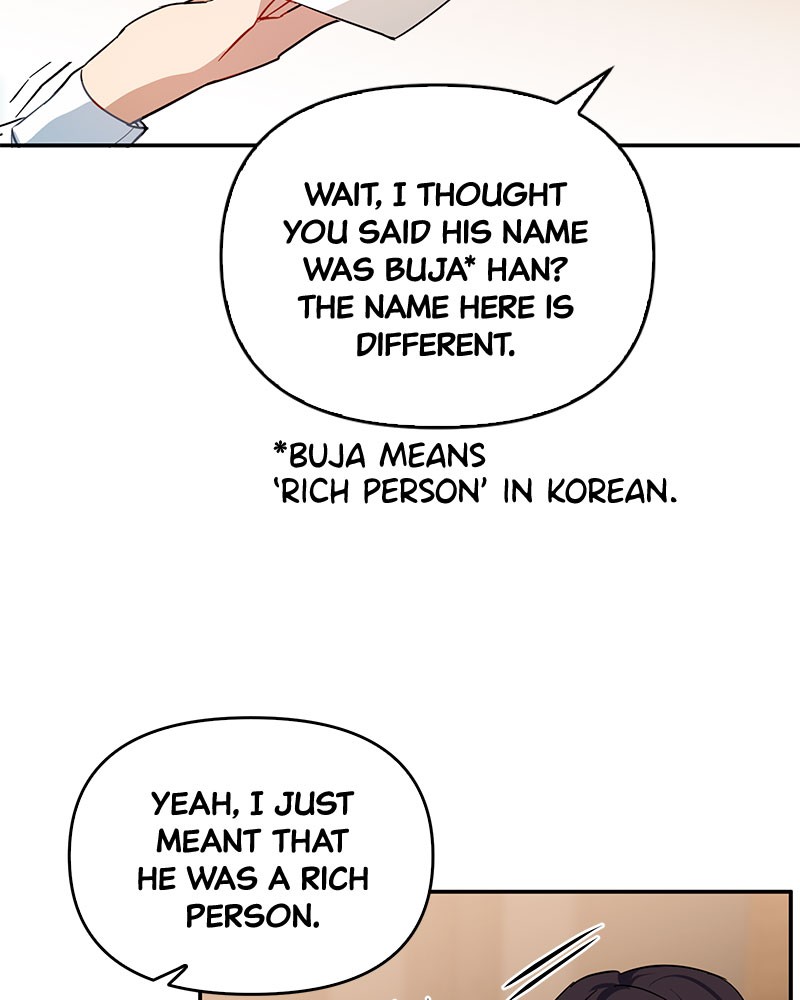 WAIT, I THOUGHT
YOU SAID HIS NAME
WAS BUJA* HAN?
THE NAME HERE IS
DIFFERENT.
*BUJA MEANS
‘RICH PERSON’ IN KOREAN.
YEAH, I JUST
MEANT THAT
HE WAS A RICH
PERSON.